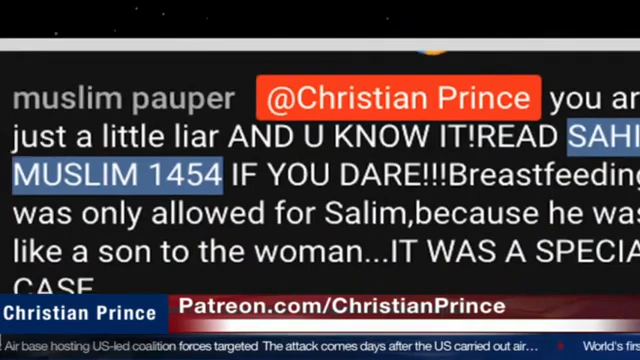 muslim pauper @Christian Prince you ar
just a little liar AND U KNOW IT!READ SAHI
MUSLIM 1454 IF YOU DARE!!!Breastfeeding
was only allowed for Salim,because he was
like a son to the woman...IT WAS A SPECIA
CASE
Christian Prince Patreon.com/ChristianPrince
Air base hosting US-led coalition forces targeted The attack comes days after the US carried out air... World's firs